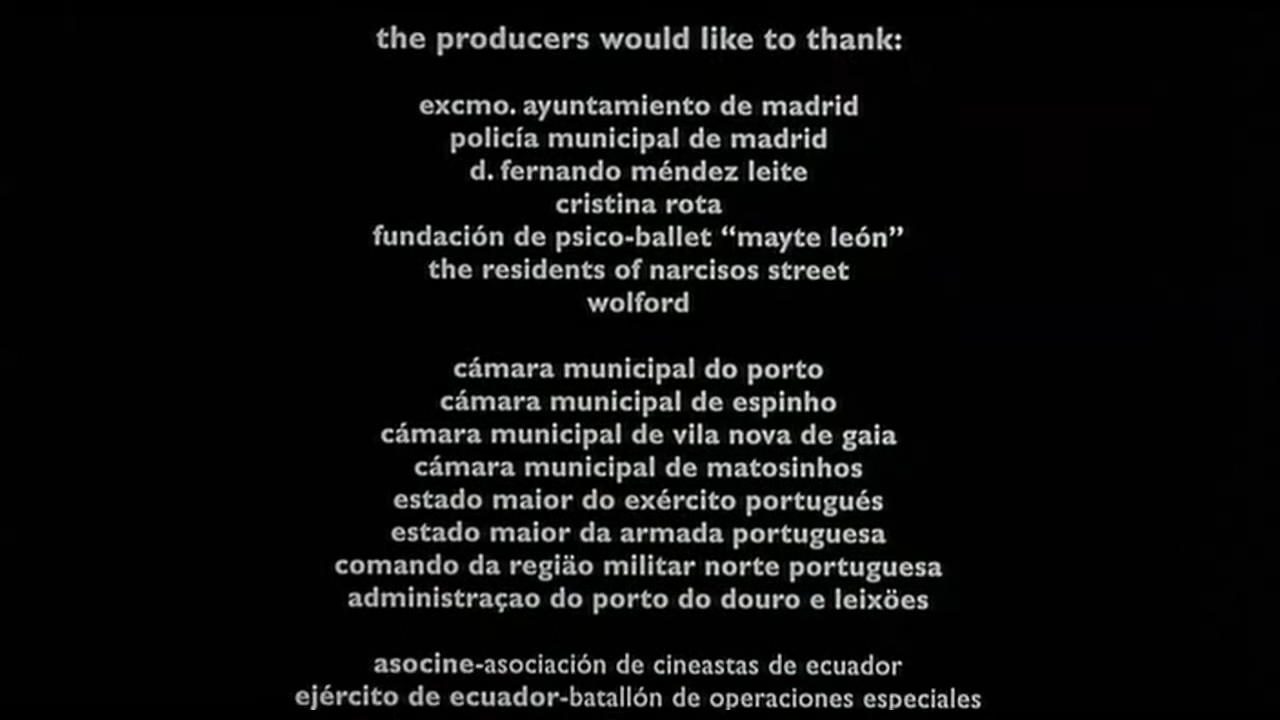 the producers would like to thank:
excmo. ayuntamiento de madrid
policía municipal de madrid
d. fernando méndez leite
cristina rota
fundación de psico-ballet “mayte león”
the residents of narcisos street
wolford
cámara municipal do porto
cámara municipal de espinho
cámara municipal de vila nova de gaia
cámara municipal de matosinhos
estado maior do exército portugués
estado maior da armada portuguesa
comando da regiäo militar norte portuguesa
administraçao do porto do douro e leixöes
asocine-asociación de cineastas de ecuador
ejército de ecuador-batallón de operaciones especiales